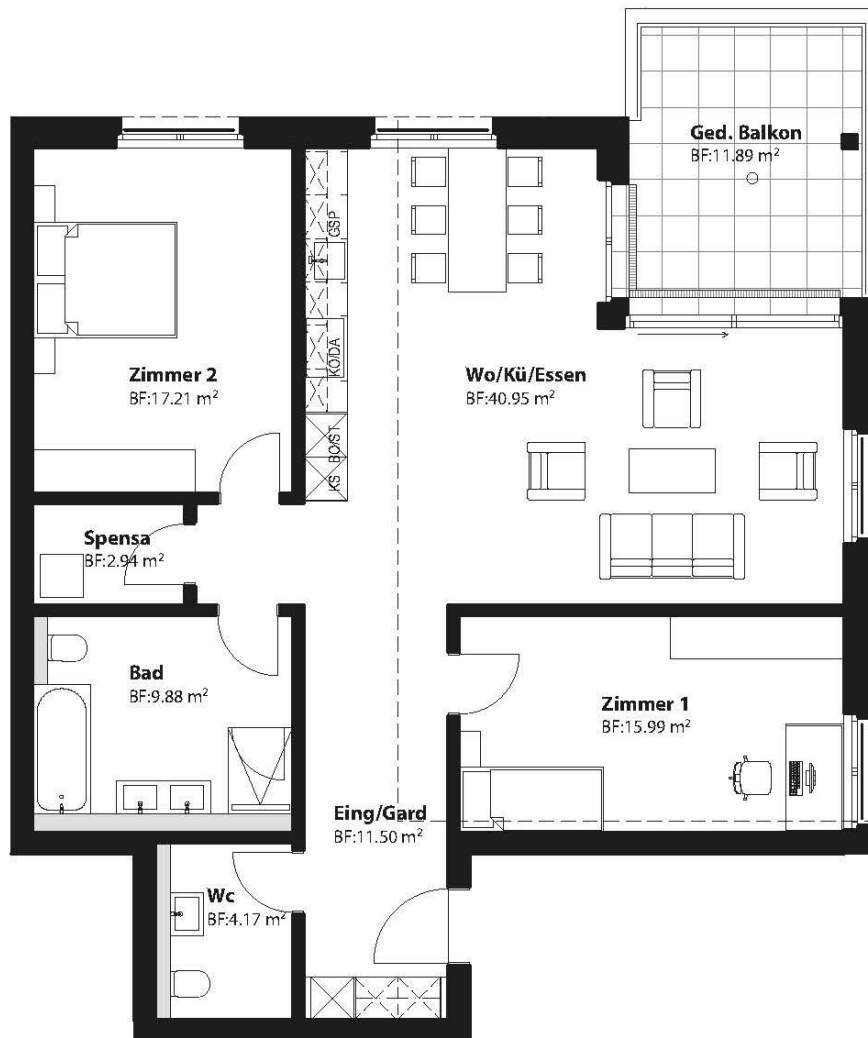 Ged. Balkon
BF:11.89 m²
GSP
KO/DA
Zimmer 2
BF:17.21 m²
Wo/Kü/Essen
BF:40.95 m²
BO/ST
KS
Spensa
BF:2.94 m²
Bad
BF:9.88 m²
Zimmer 1
BF:15.99 m²
Eing/Gard
BF:11.50 m²
Wc
BF:4.17 m²